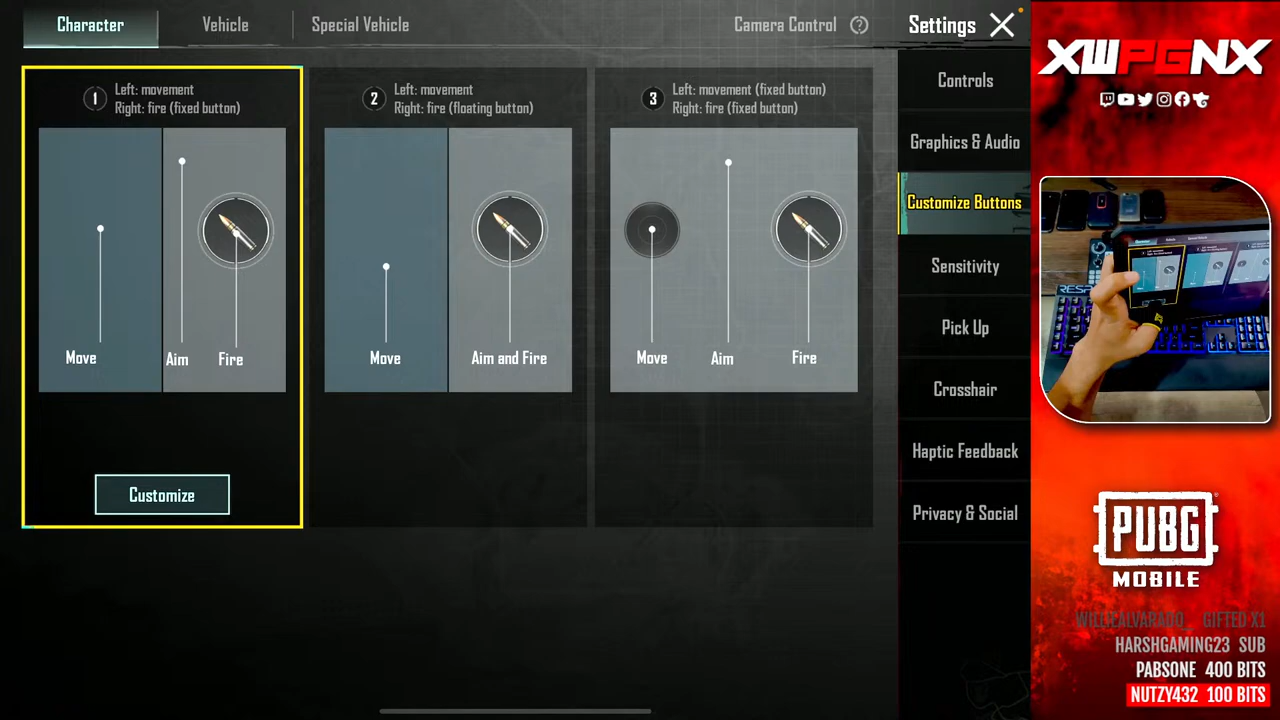 Character
Vehicle
Special Vehicle
Camera Control
Settings
1
Left: movement
Right: fire (fixed button)
Move
Aim
Fire
Customize
2
Left: movement
Right: fire (floating button)
Move
Aim and Fire
3
Left: movement (fixed button)
Right: fire (fixed button)
Move
Aim
Fire
Controls
Graphics & Audio
Customize Buttons
Sensitivity
Pick Up
Crosshair
Haptic Feedback
Privacy & Social
XWPGNX
PUBG
MOBILE
GIFTED X1
HARSHGAMING23 SUB
PABSONE 400 BITS
NUTZY432 100 BITS